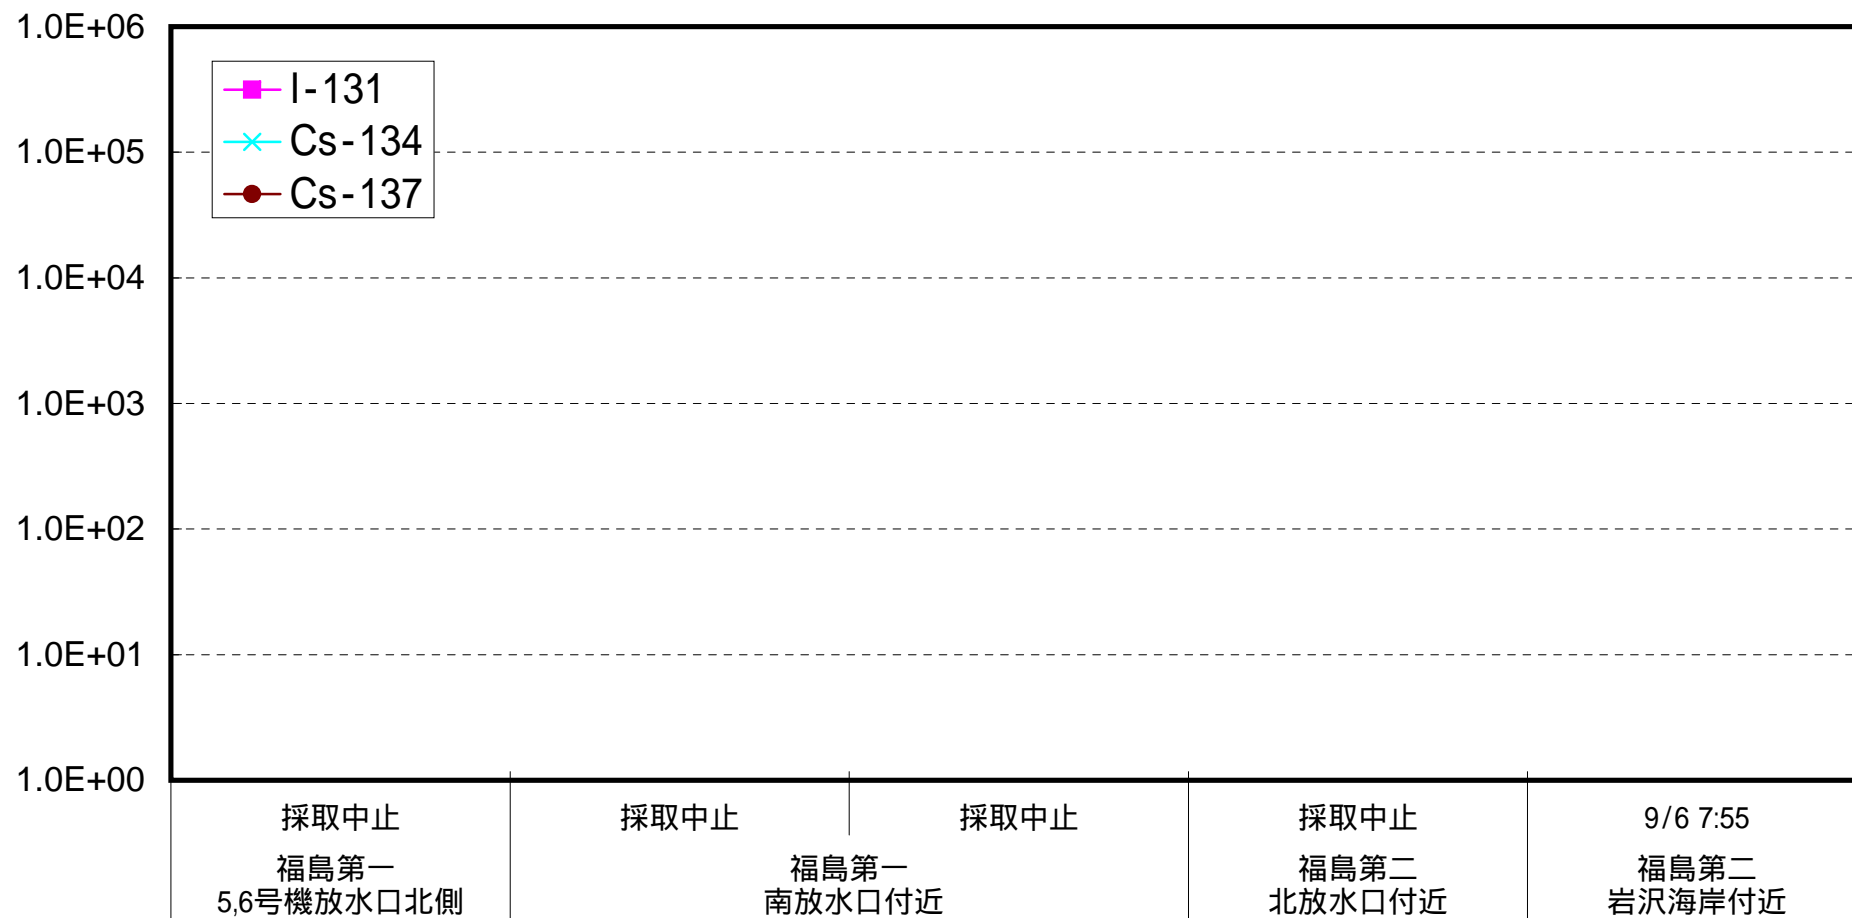 1.0E+06
1.0E+05
1.0E+04
1.0E+03
1.0E+02
1.0E+01
1.0E+00
I-131
Cs-134
Cs-137
採取中止
採取中止
採取中止
採取中止
9/6 7:55
福島第一
5,6号機放水口北側
福島第一
南放水口付近
福島第二
北放水口付近
福島第二
岩沢海岸付近